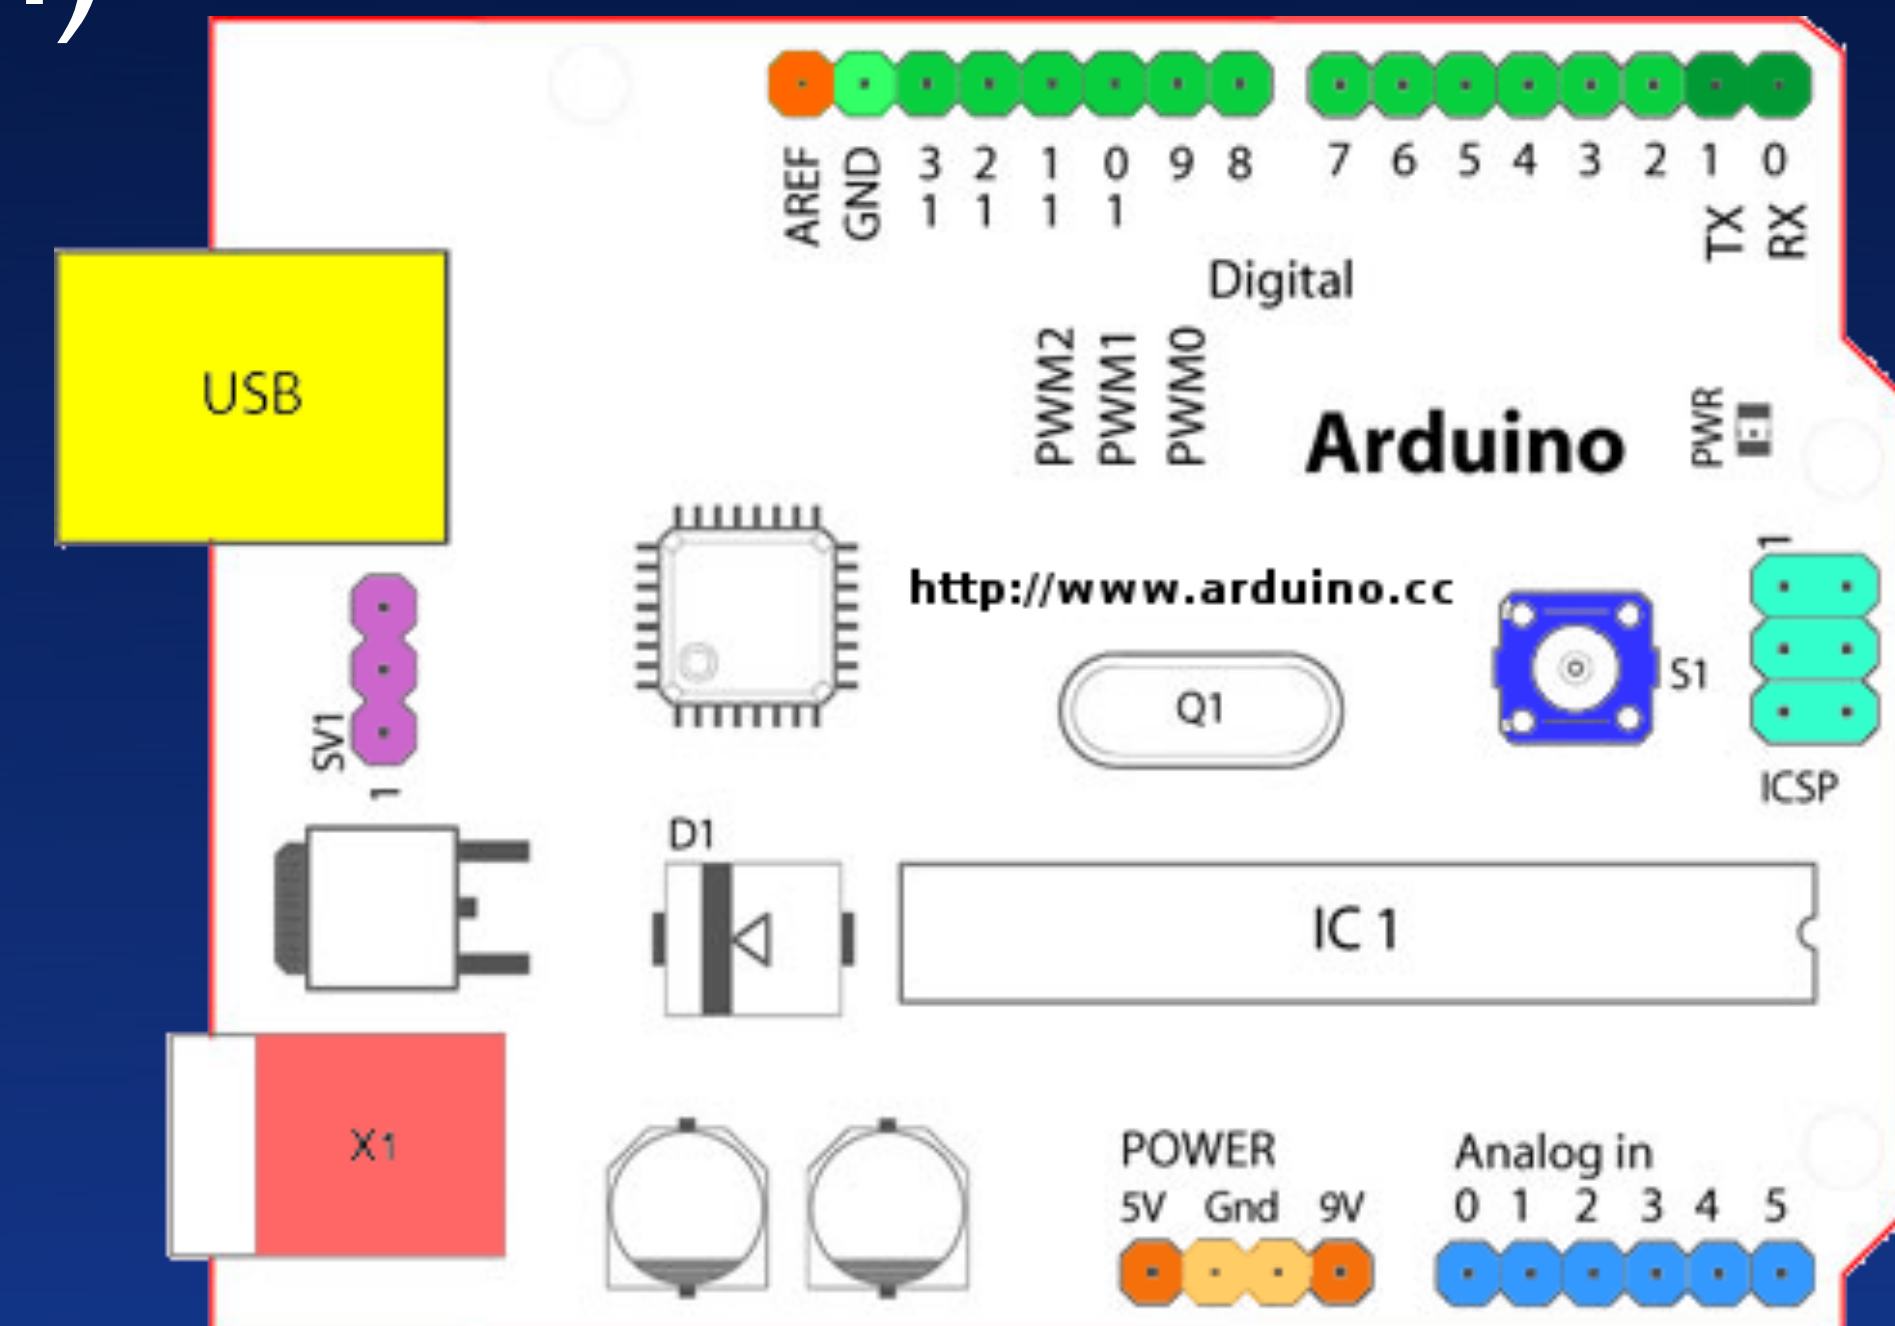 )
AREF GND 13 12 11 10 9 8 7 6 5 4 3 2 1 0
TX RX
Digital
PWM2 PWM1 PWM0
USB
Arduino
PWR
http://www.arduino.cc
1
S1
Q1
SV1
1
ICSP
D1
IC 1
X1
POWER
5V Gnd 9V
Analog in
0 1 2 3 4 5